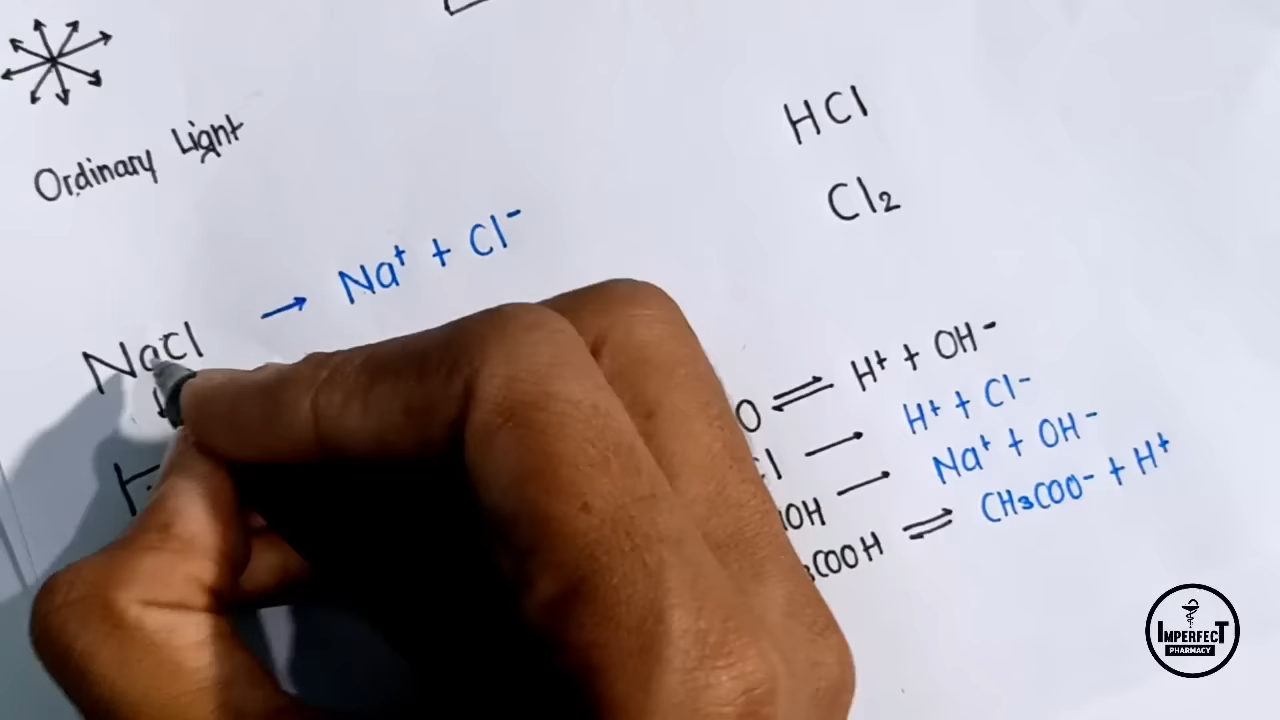 Ordinary Light
HCl
Cl₂
NaCl → Na⁺ + Cl⁻
O ⇌ H⁺ + OH⁻
l → H⁺ + Cl⁻
OH → Na⁺ + OH⁻
COOH ⇌ CH₃COO⁻ + H⁺
IMPERFECT
PHARMACY